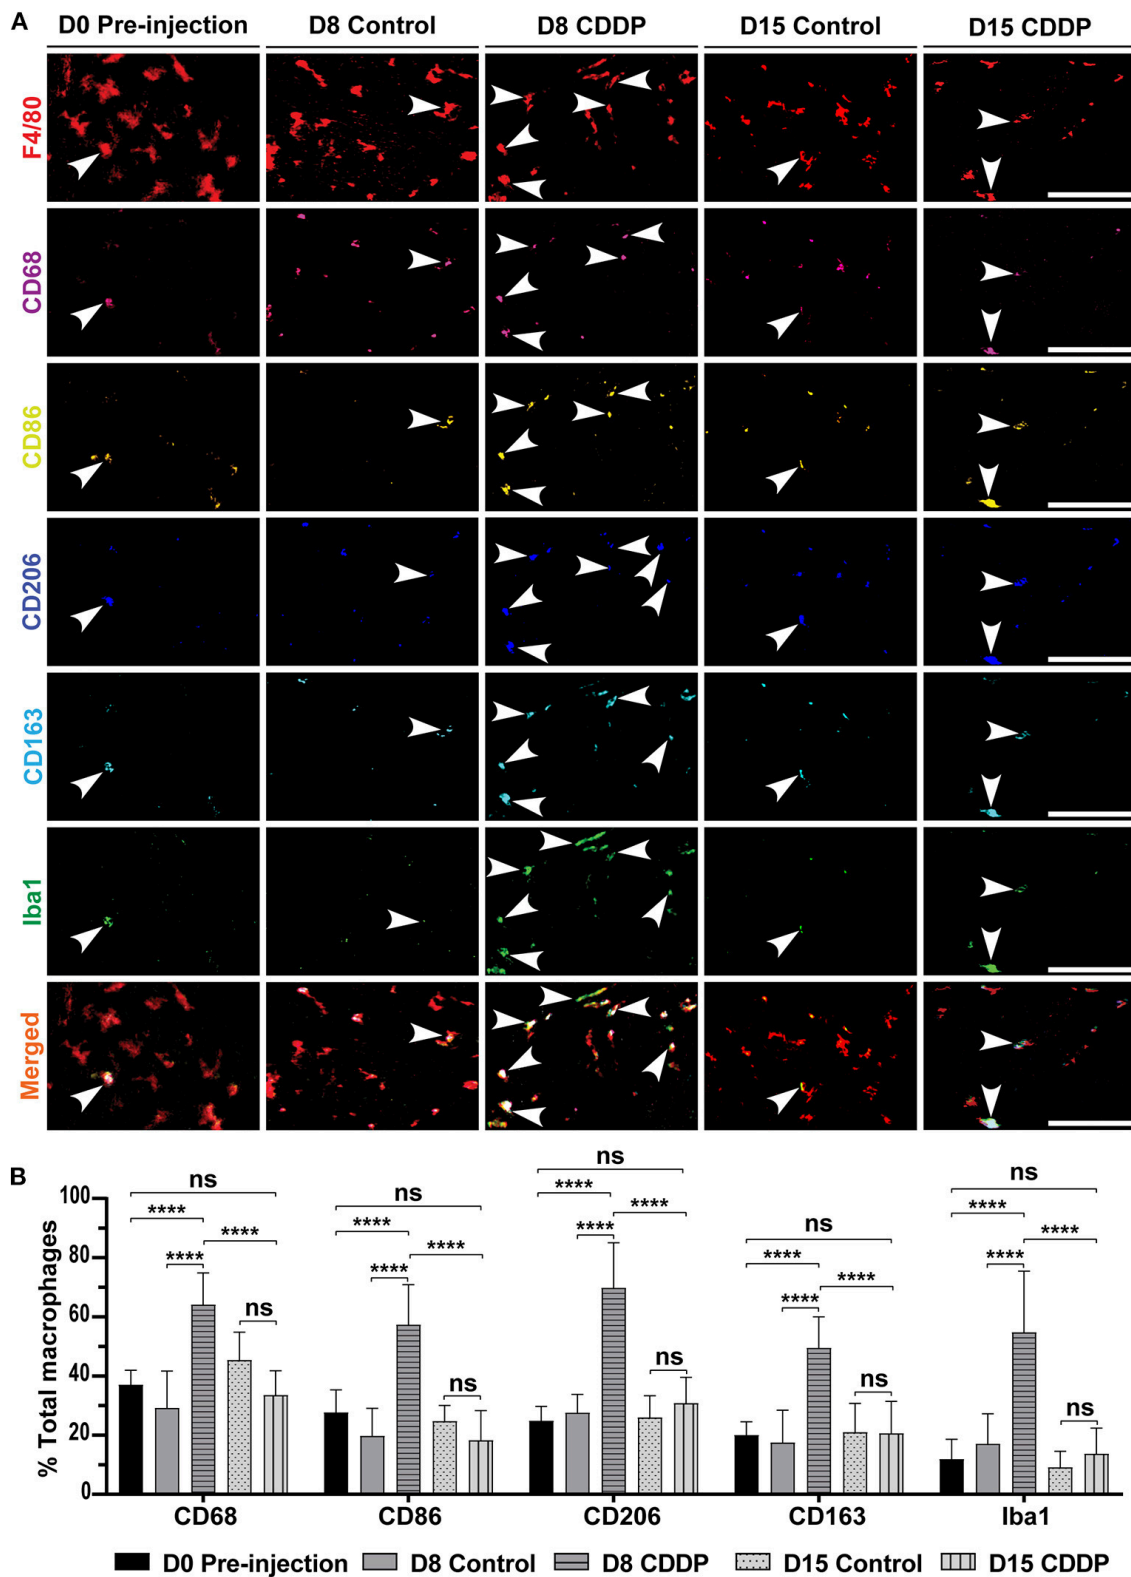 A
D0 Pre-injection D8 Control D8 CDDP D15 Control D15 CDDP
F4/80
CD68
CD86
CD206
CD163
Iba1
Merged
B
% Total macrophages
100
80
60
40
20
0
ns
****
****
****
ns
ns
****
****
****
ns
ns
****
****
****
ns
ns
****
****
****
ns
ns
****
****
****
ns
CD68 CD86 CD206 CD163 Iba1
D0 Pre-injection D8 Control D8 CDDP D15 Control D15 CDDP